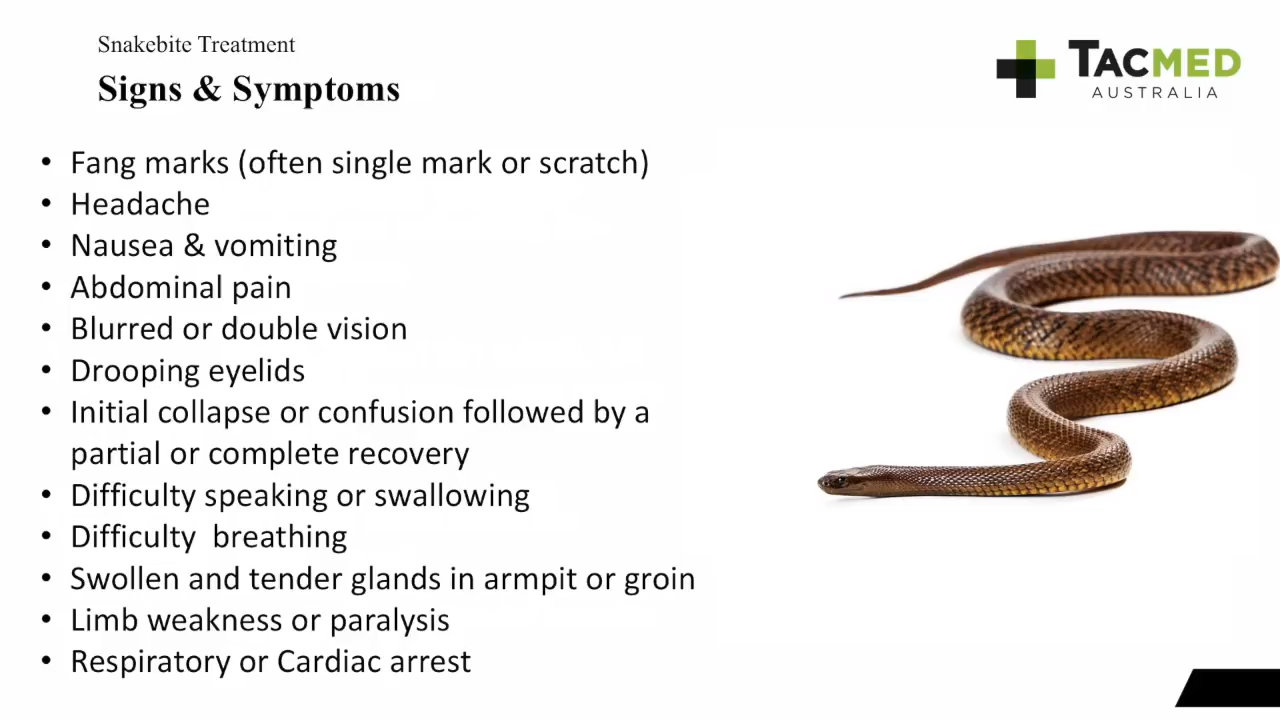 Snakebite Treatment
Signs & Symptoms
TACMED
AUSTRALIA
• Fang marks (often single mark or scratch)
• Headache
• Nausea & vomiting
• Abdominal pain
• Blurred or double vision
• Drooping eyelids
• Initial collapse or confusion followed by a
partial or complete recovery
• Difficulty speaking or swallowing
• Difficulty  breathing
• Swollen and tender glands in armpit or groin
• Limb weakness or paralysis
• Respiratory or Cardiac arrest